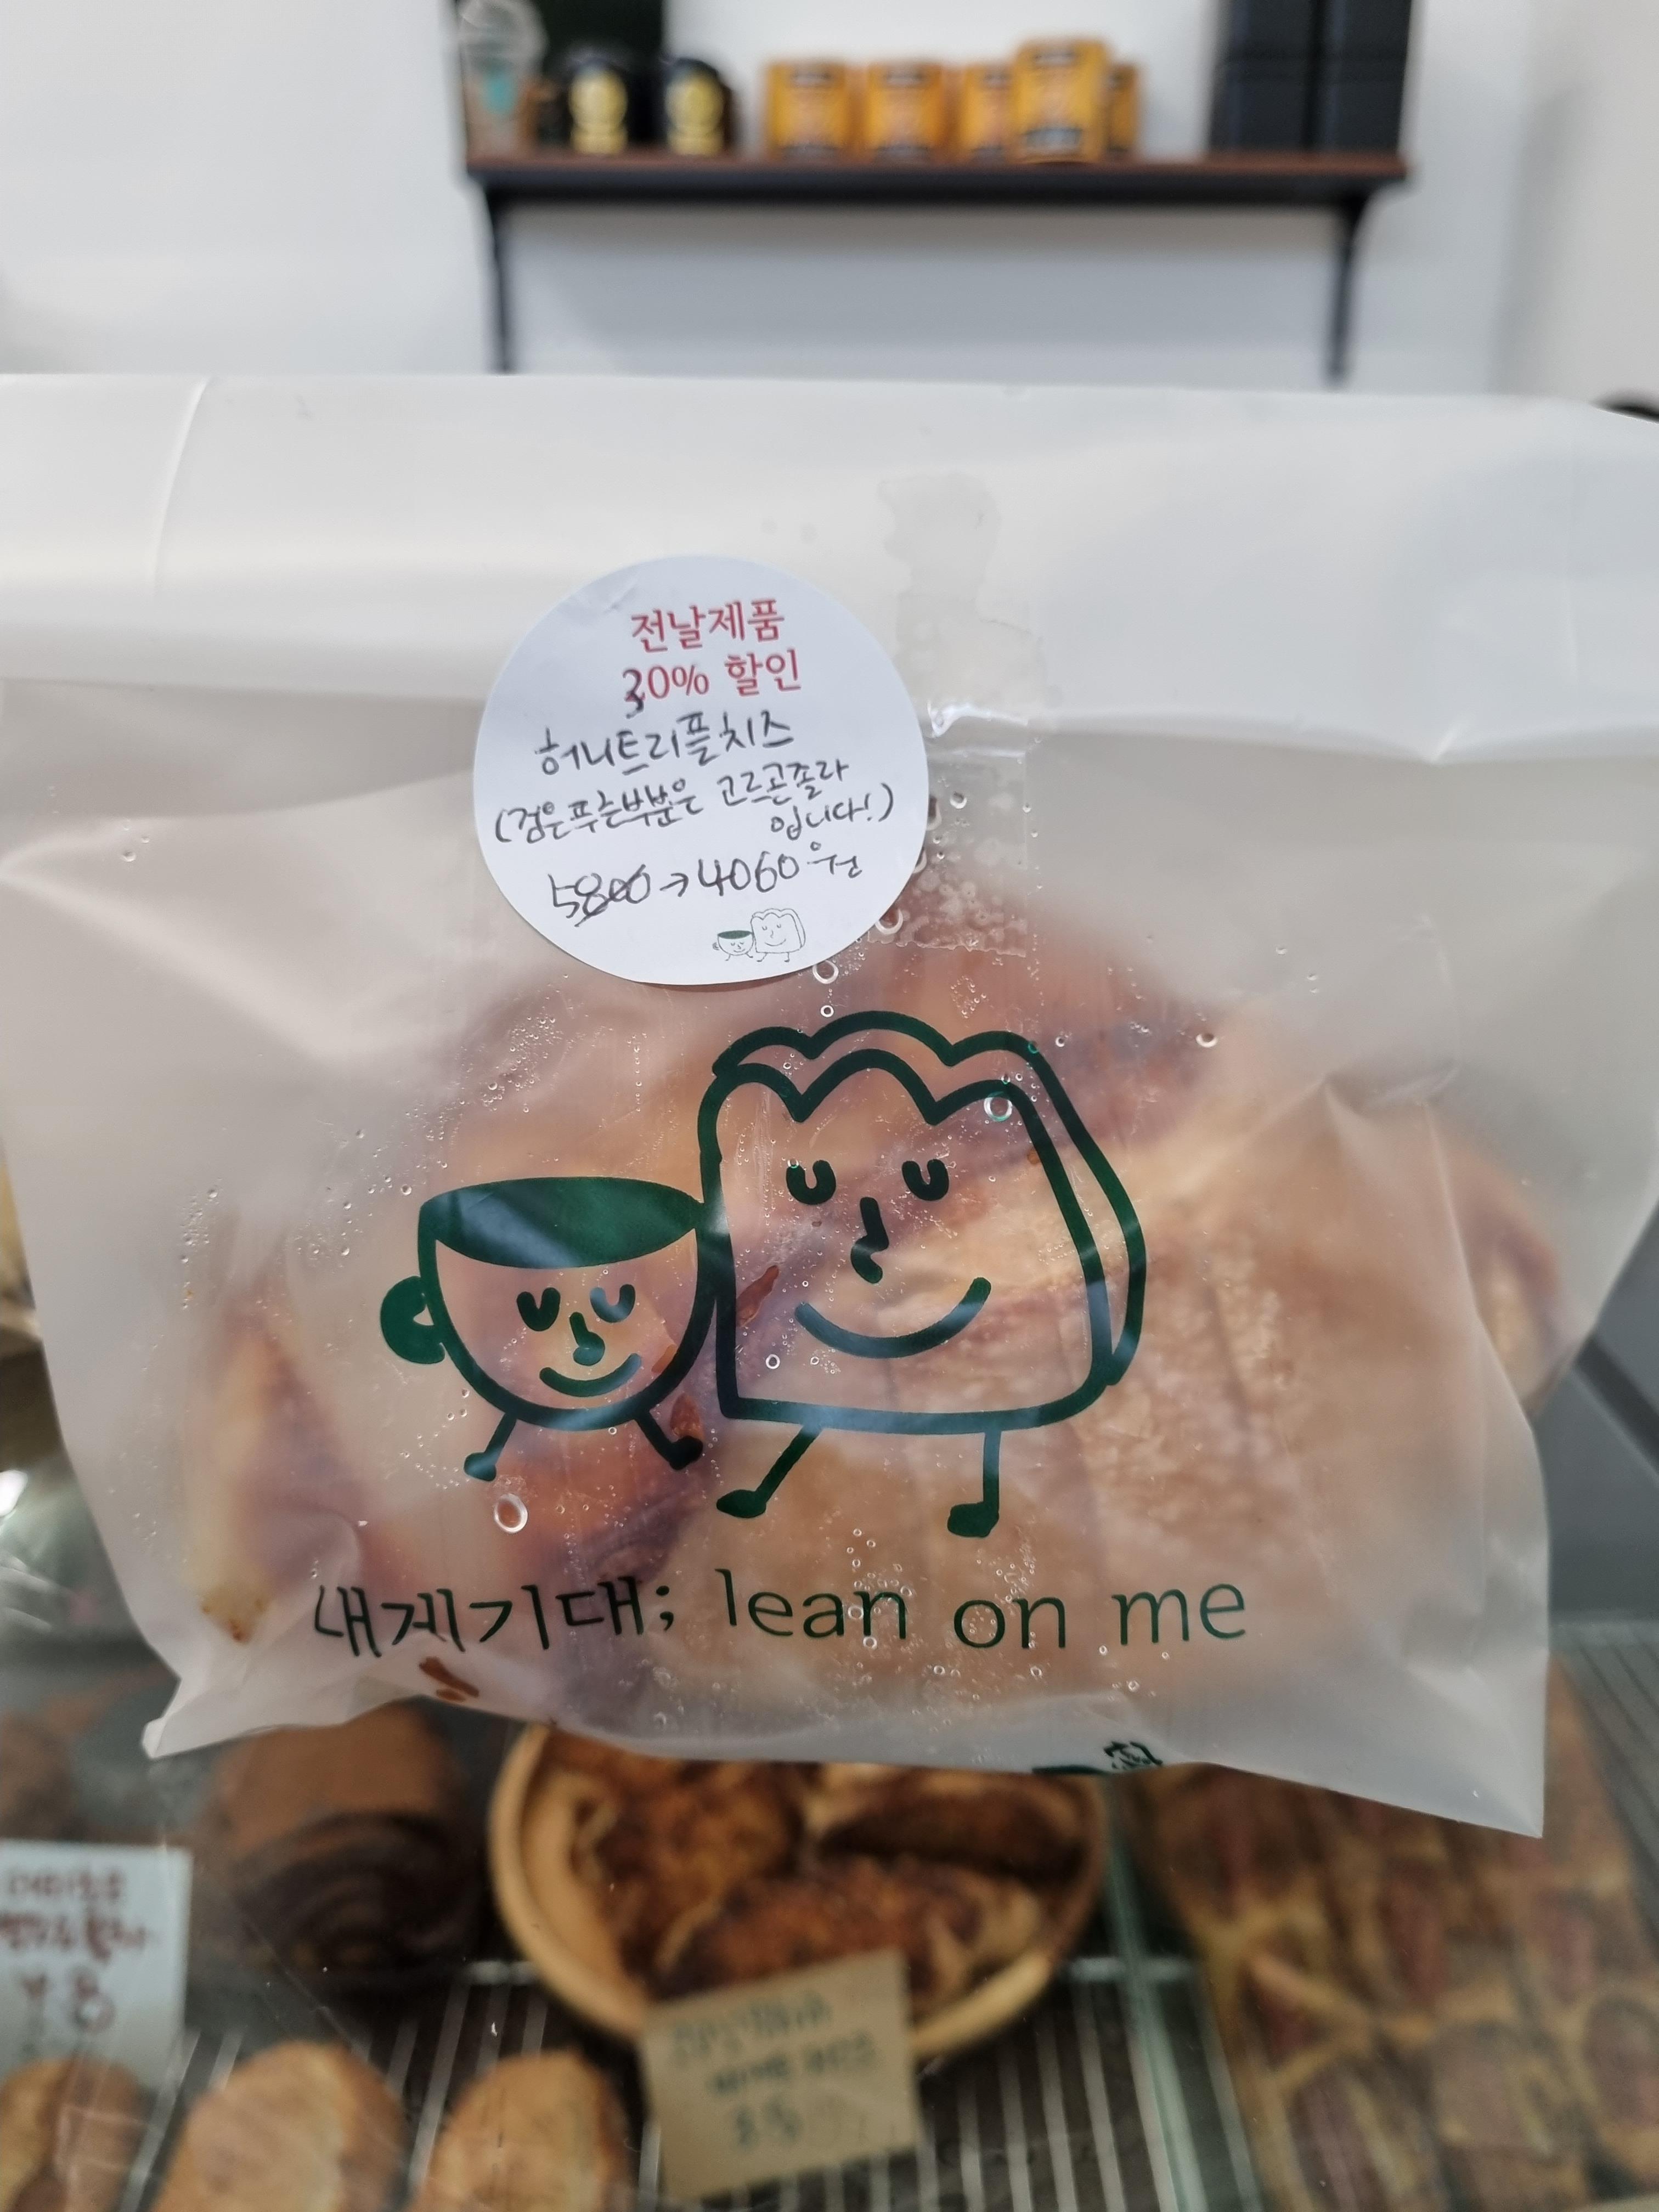 전날제품
30% 할인
허니트리플치즈
(검은푸른부분은 고르곤졸라
입니다!)
5800→4060원
내게기대; lean on me